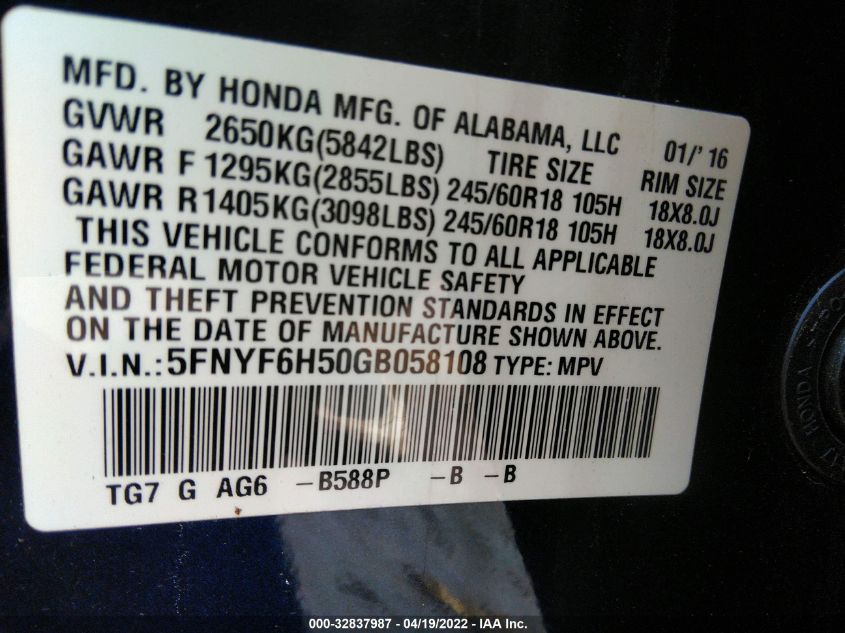 MFD. BY HONDA MFG. OF ALABAMA, LLC 01/' 16
GVWR 2650KG(5842LBS) TIRE SIZE RIM SIZE
GAWR F 1295KG(2855LBS) 245/60R18 105H 18X8.0J
GAWR R 1405KG(3098LBS) 245/60R18 105H 18X8.0J
THIS VEHICLE CONFORMS TO ALL APPLICABLE
FEDERAL MOTOR VEHICLE SAFETY
AND THEFT PREVENTION STANDARDS IN EFFECT
ON THE DATE OF MANUFACTURE SHOWN ABOVE.
V.I.N.:5FNYF6H50GB058108 TYPE: MPV
TG7 G AG6 -B588P -B -B
HONDA
000-32837987 - 04/19/2022 - IAA Inc.